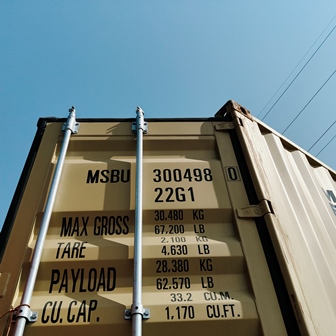 MSBU 300498 0
22G1
MAX GROSS 30.480 KG
67.200 LB
TARE 2.100 KG
4.630 LB
PAYLOAD 28.380 KG
62.570 LB
CU. CAP. 33.2 CU.M.
1.170 CU.FT.